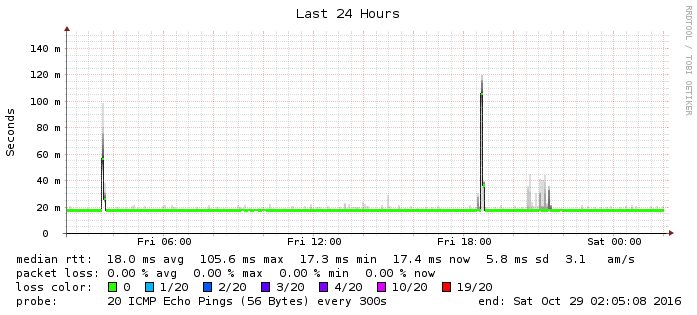 Last 24 Hours
RRDTOOL / TOBI OETIKER
Seconds
140 m
120 m
100 m
80 m
60 m
40 m
20 m
0
Fri 06:00 Fri 12:00 Fri 18:00 Sat 00:00
median rtt: 18.0 ms avg 105.6 ms max 17.3 ms min 17.4 ms now 5.8 ms sd 3.1 am/s
packet loss: 0.00 % avg 0.00 % max 0.00 % min 0.00 % now
loss color: 0 1/20 2/20 3/20 4/20 10/20 19/20
probe: 20 ICMP Echo Pings (56 Bytes) every 300s end: Sat Oct 29 02:05:08 2016